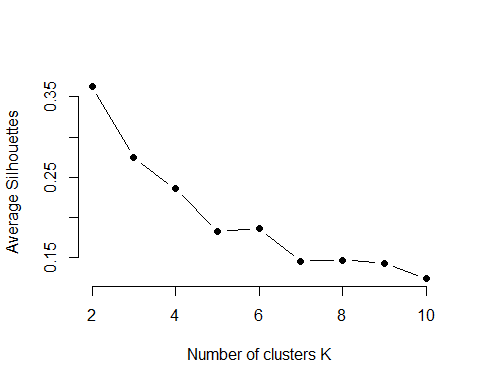 Average Silhouettes
0.35
0.25
0.15
2 4 6 8 10
Number of clusters K